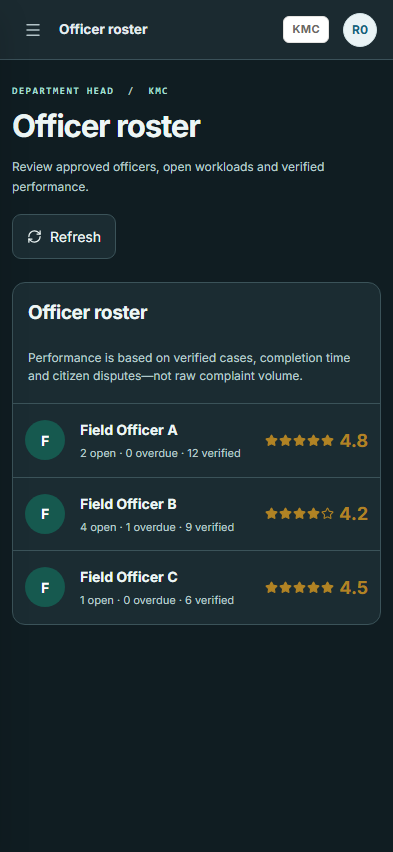 Officer roster
KMC
RO
DEPARTMENT HEAD / KMC
Officer roster
Review approved officers, open workloads and verified
performance.
Refresh
Officer roster
Performance is based on verified cases, completion time
and citizen disputes—not raw complaint volume.
F
Field Officer A
2 open · 0 overdue · 12 verified
4.8
F
Field Officer B
4 open · 1 overdue · 9 verified
4.2
F
Field Officer C
1 open · 0 overdue · 6 verified
4.5